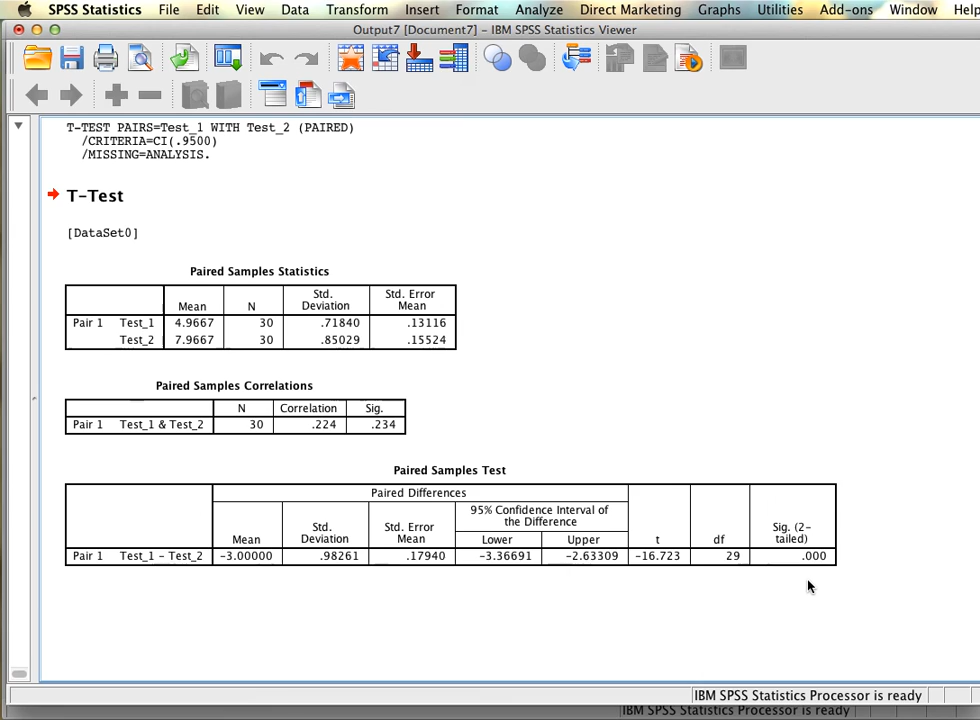 SPSS Statistics File Edit View Data Transform Insert Format Analyze Direct Marketing Graphs Utilities Add-ons Window Help
Output7 [Document7] - IBM SPSS Statistics Viewer
T-TEST PAIRS=Test_1 WITH Test_2 (PAIRED)
/CRITERIA=CI(.9500)
/MISSING=ANALYSIS.
T-Test
[DataSet0]
Paired Samples Statistics
Mean N Std. Deviation Std. Error Mean
Pair 1 Test_1 4.9667 30 .71840 .13116
Test_2 7.9667 30 .85029 .15524
Paired Samples Correlations
N Correlation Sig.
Pair 1 Test_1 & Test_2 30 .224 .234
Paired Samples Test
Paired Differences
95% Confidence Interval of the Difference
Mean Std. Deviation Std. Error Mean Lower Upper t df Sig. (2-tailed)
Pair 1 Test_1 - Test_2 -3.00000 .98261 .17940 -3.36691 -2.63309 -16.723 29 .000
IBM SPSS Statistics Processor is ready
IBM SPSS Statistics Processor is ready